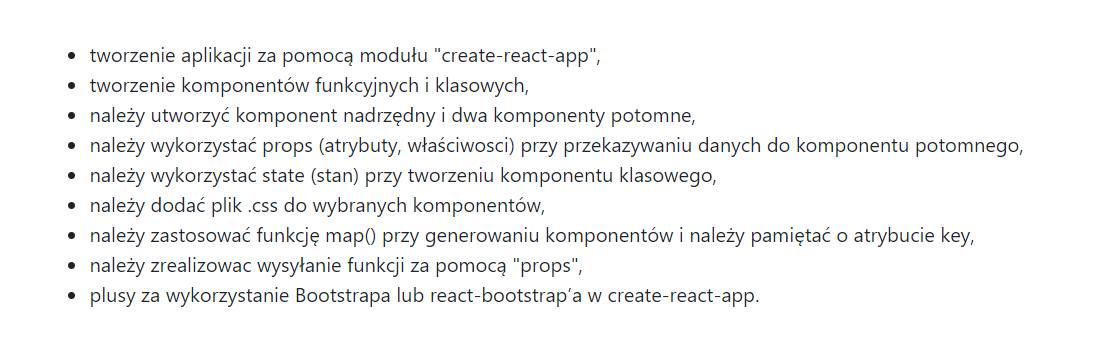 • tworzenie aplikacji za pomocą modułu "create-react-app",
• tworzenie komponentów funkcyjnych i klasowych,
• należy utworzyć komponent nadrzędny i dwa komponenty potomne,
• należy wykorzystać props (atrybuty, właściwosci) przy przekazywaniu danych do komponentu potomnego,
• należy wykorzystać state (stan) przy tworzeniu komponentu klasowego,
• należy dodać plik .css do wybranych komponentów,
• należy zastosować funkcję map() przy generowaniu komponentów i należy pamiętać o atrybucie key,
• należy zrealizowac wysyłanie funkcji za pomocą "props",
• plusy za wykorzystanie Bootstrapa lub react-bootstrap’a w create-react-app.